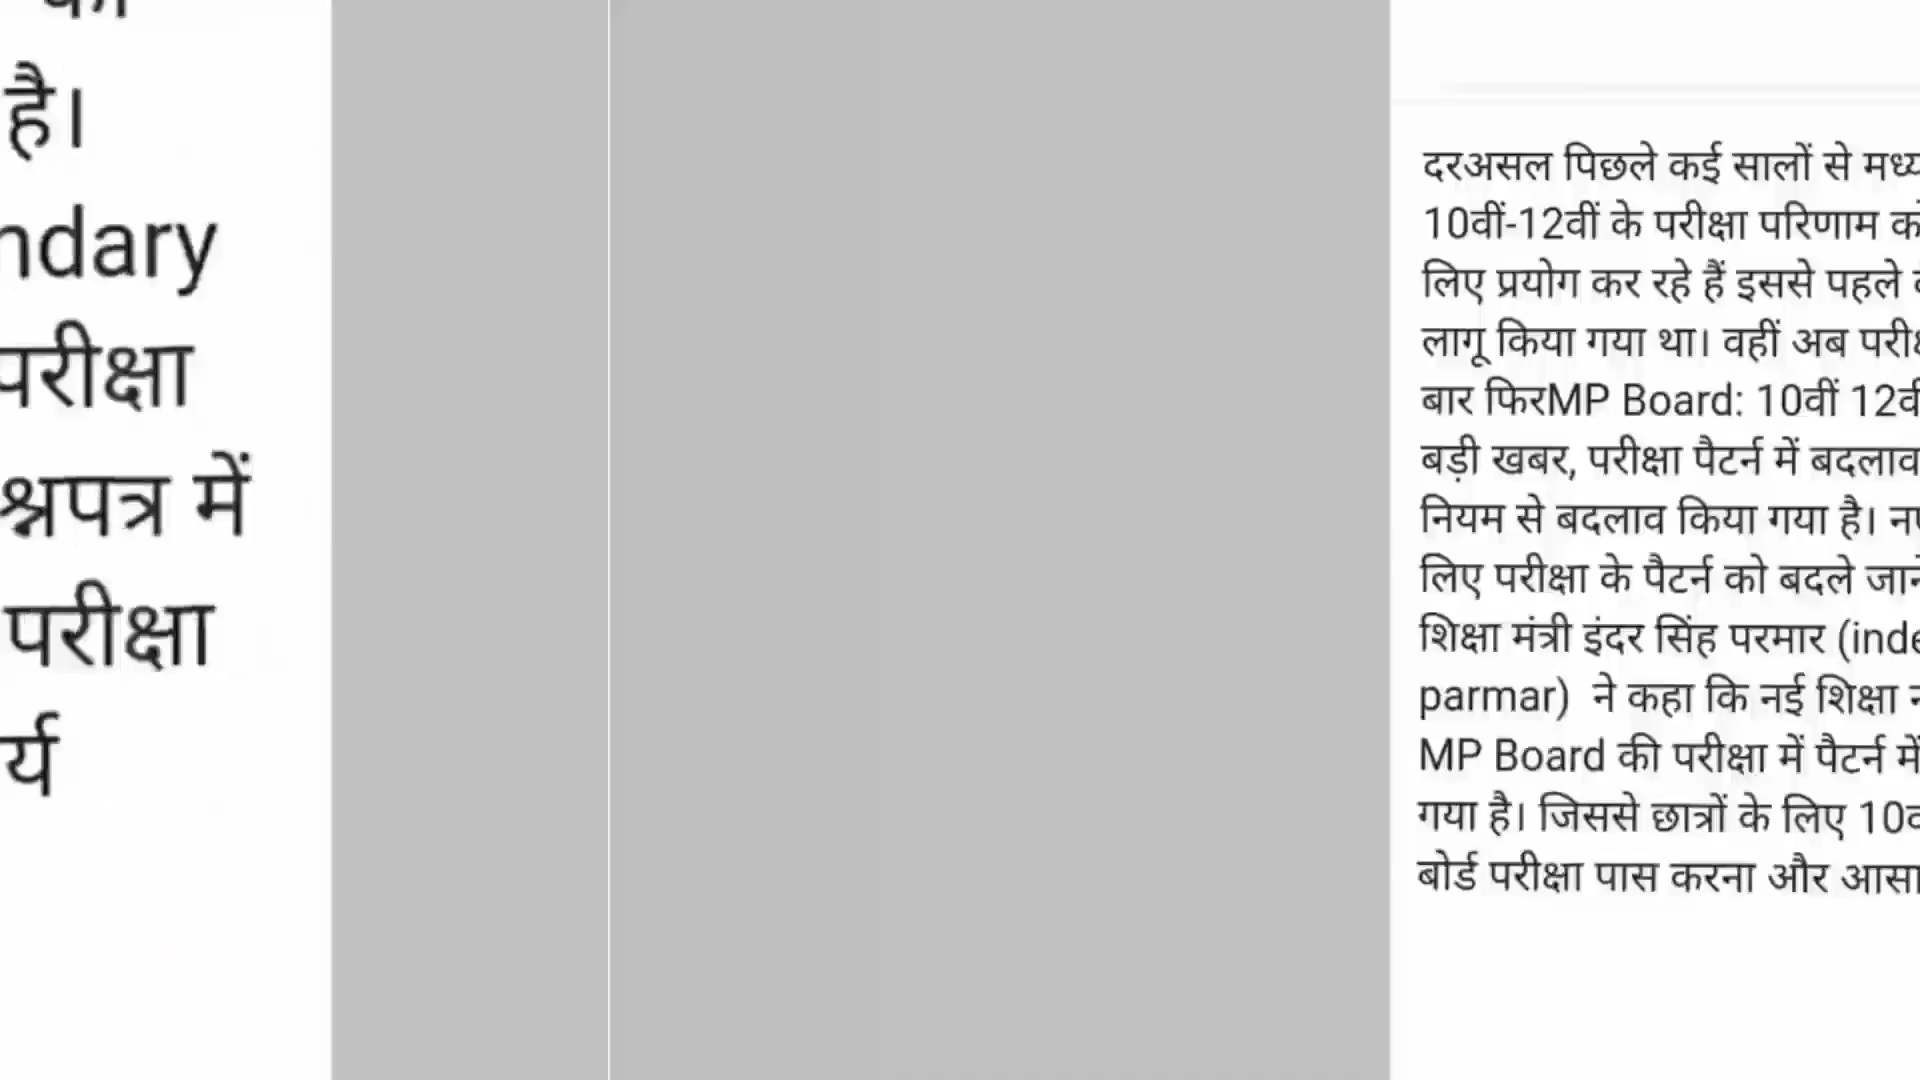 है।
परीक्षा
में
परीक्षा
दरअसल पिछले कई सालों से
10वीं-12वीं के परीक्षा परिणाम
लिए प्रयोग कर रहे हैं इससे पहले
लागू किया गया था। वहीं अब
बार फिरMP Board: 10वीं
बड़ी खबर, परीक्षा पैटर्न में बदलाव
नियम से बदलाव किया गया है।
लिए परीक्षा के पैटर्न को बदले
शिक्षा मंत्री इंदर सिंह परमार
parmar) ने कहा कि नई शिक्षा
MP Board की परीक्षा में पैटर्न में
गया है। जिससे छात्रों के लिए
बोर्ड परीक्षा पास करना और